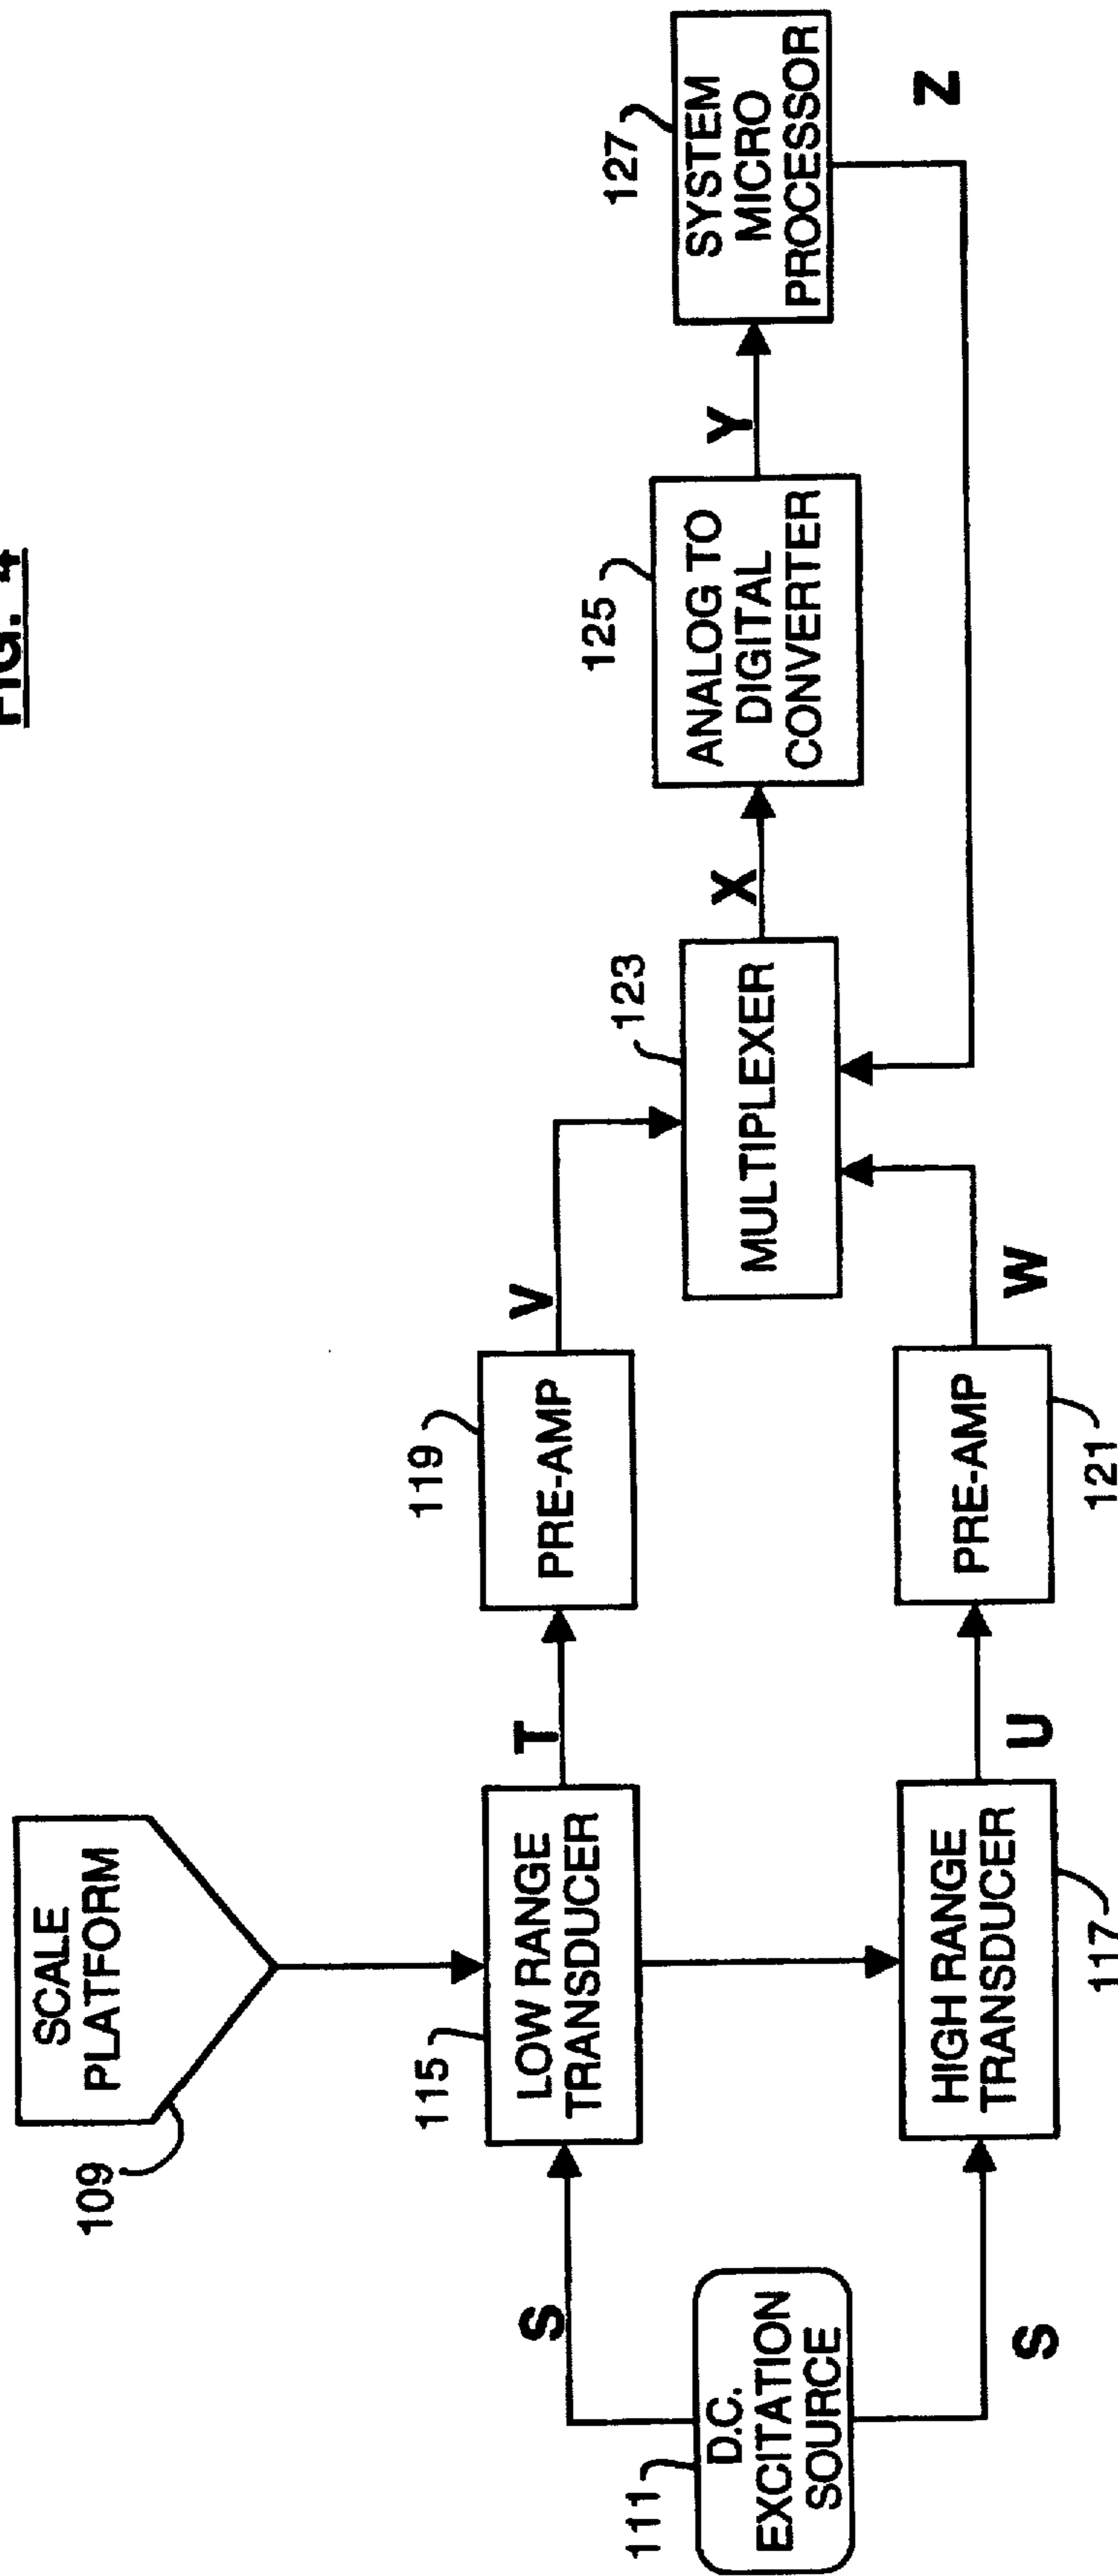 FIG. 4
SCALE
PLATFORM
109
D.C.
EXCITATION
SOURCE
111
S
S
LOW RANGE
TRANSDUCER
115
HIGH RANGE
TRANSDUCER
117
T
U
PRE-AMP
119
PRE-AMP
121
V
W
MULTIPLEXER
123
X
ANALOG TO
DIGITAL
CONVERTER
125
Y
SYSTEM
MICRO
PROCESSOR
127
Z